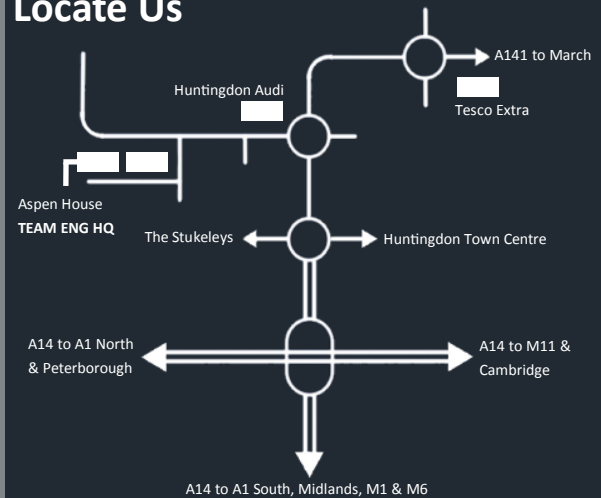 Locate Us
A141 to March
Huntingdon Audi
Tesco Extra
Aspen House
TEAM ENG HQ
The Stukeleys
Huntingdon Town Centre
A14 to A1 North
& Peterborough
A14 to M11 &
Cambridge
A14 to A1 South, Midlands, M1 & M6